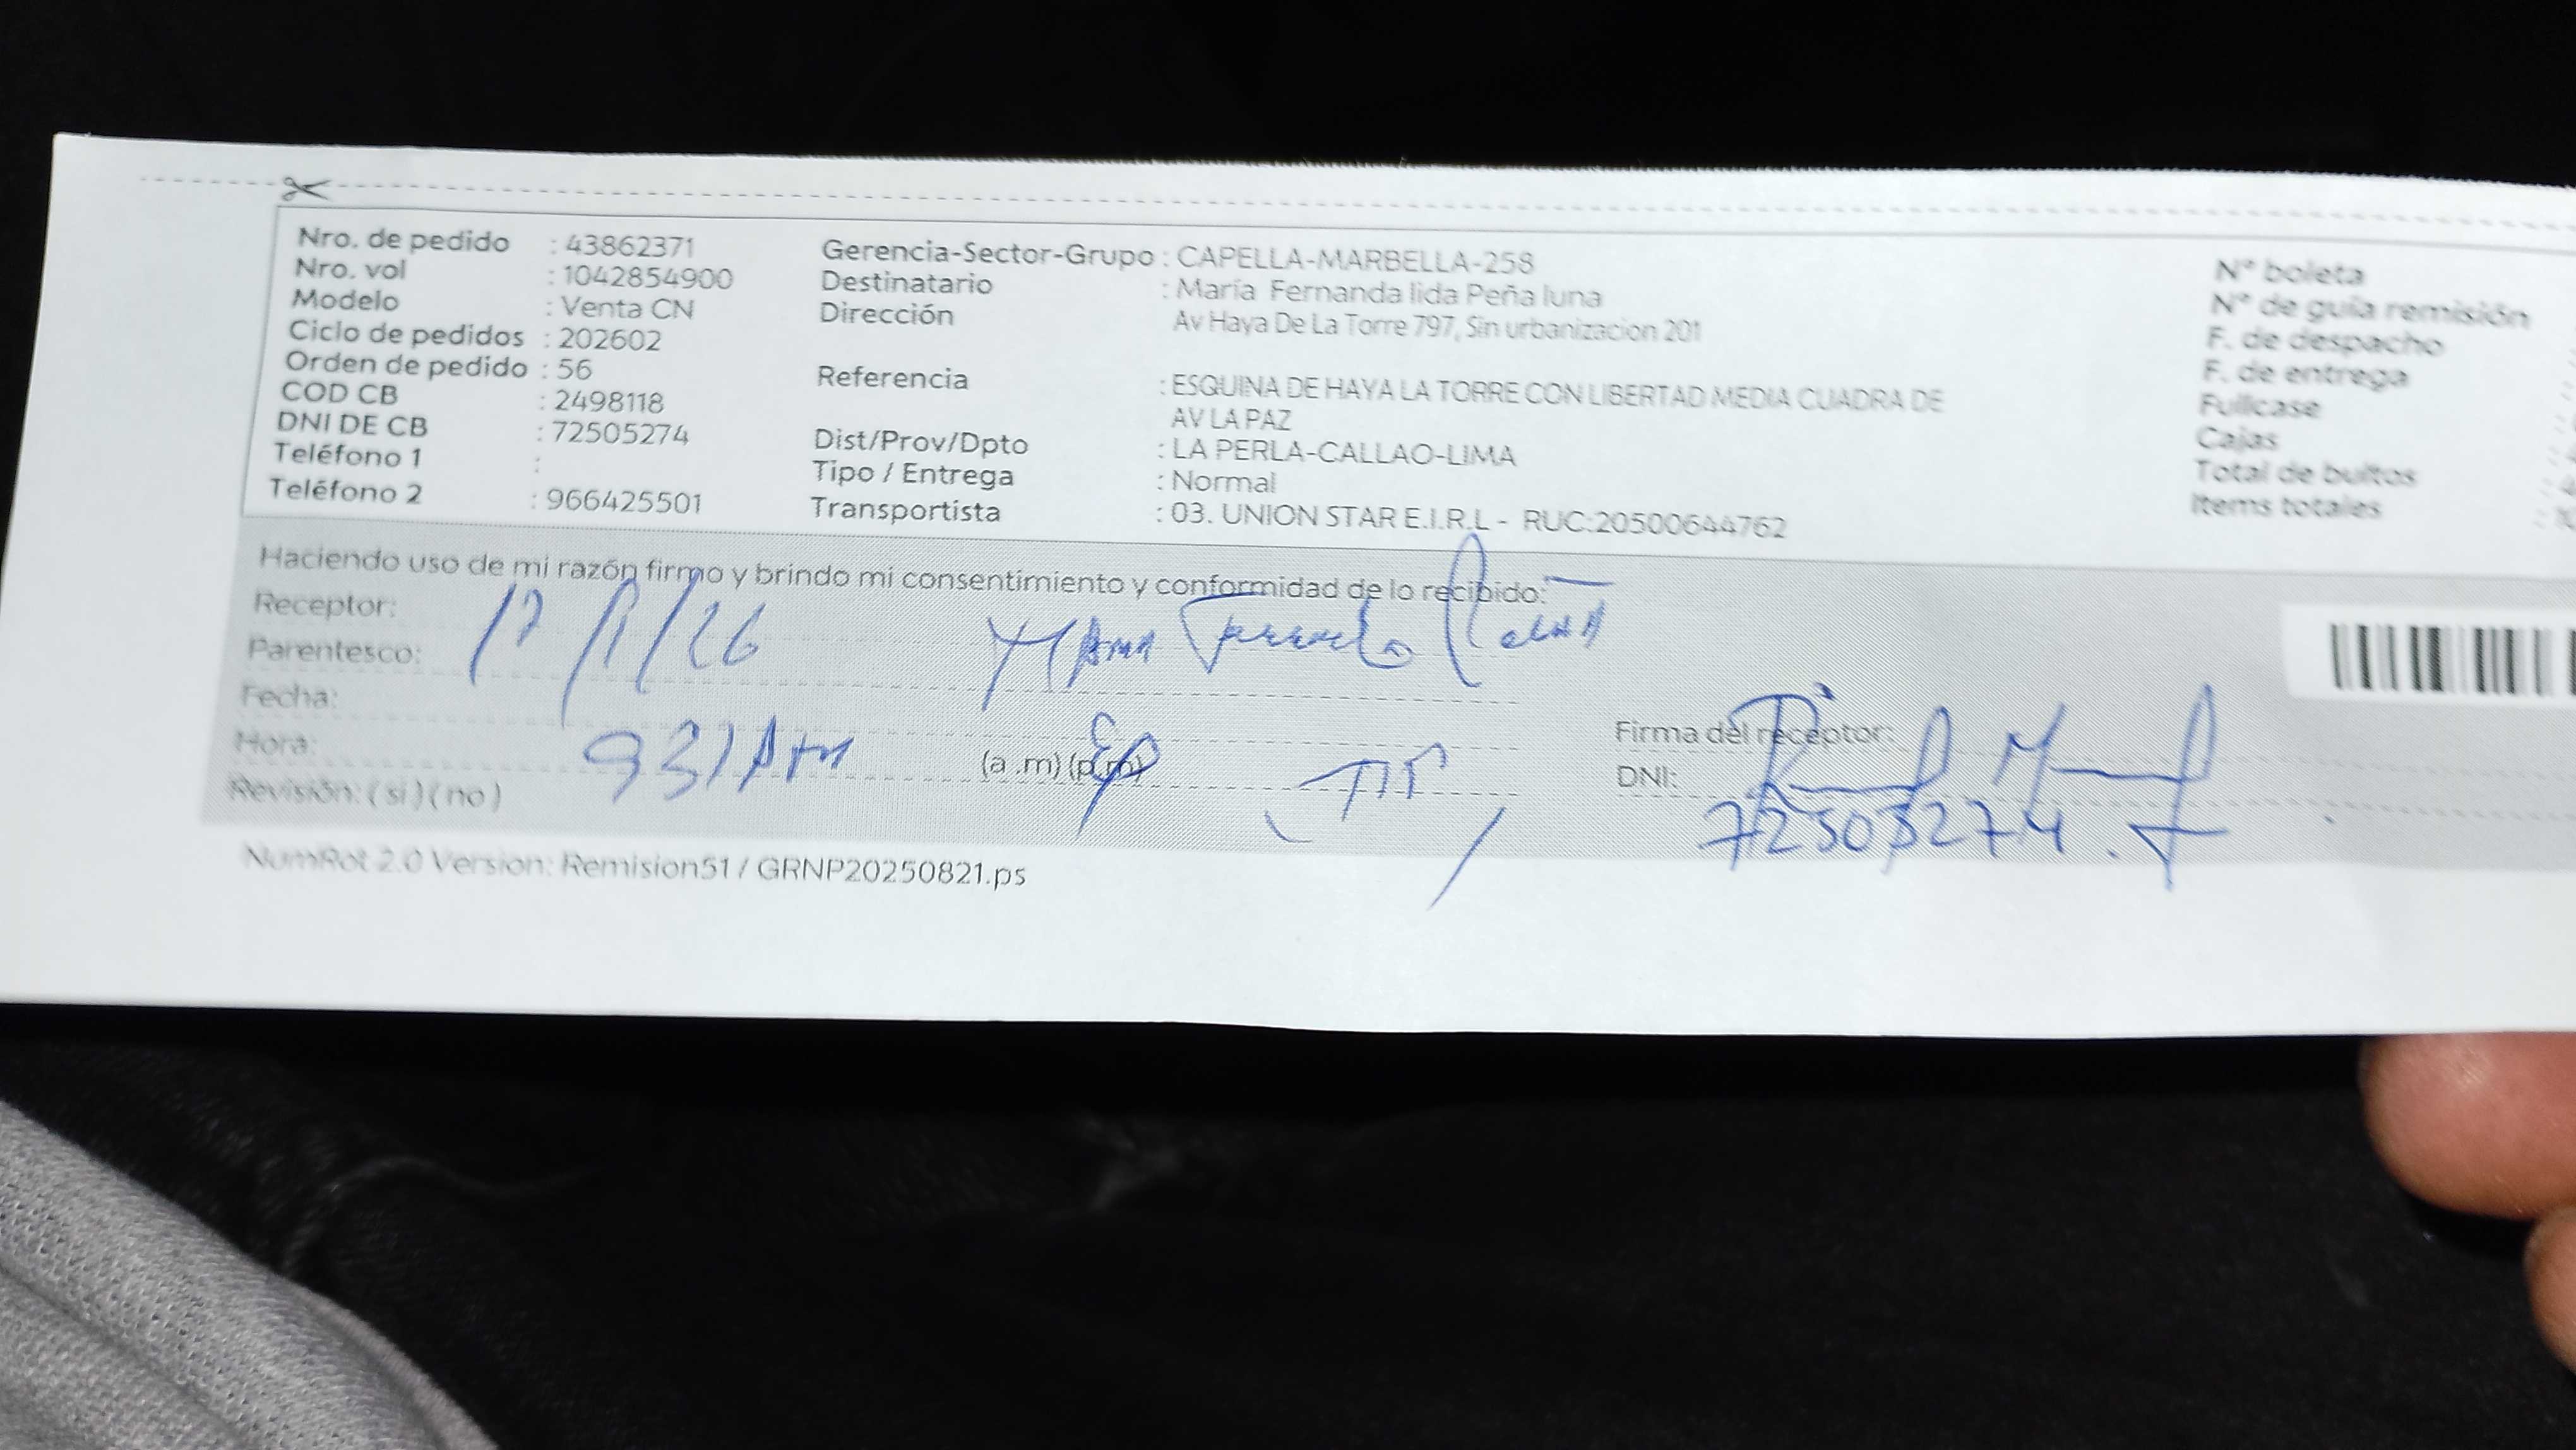 Nro. de pedido : 43862371
Nro. vol : 1042854900
Modelo : Venta CN
Ciclo de pedidos : 202602
Orden de pedido : 56
COD CB : 2498118
DNI DE CB : 72505274
Teléfono 1 :
Teléfono 2 : 966425501
Gerencia-Sector-Grupo : CAPELLA-MARBELLA-258
Destinatario : María Fernanda lida Peña luna
Dirección Av Haya De La Torre 797, Sin urbanizacion 201
Referencia : ESQUINA DE HAYA LA TORRE CON LIBERTAD MEDIA CUADRA DE
AV LA PAZ
Dist/Prov/Dpto : LA PERLA-CALLAO-LIMA
Tipo / Entrega : Normal
Transportista : 03. UNION STAR E.I.R.L - RUC:20500644762
N° boleta
N° de guía remisión
F. de despacho
F. de entrega
Fullcase
Cajas
Total de bultos
Items totales
Haciendo uso de mi razón firmo y brindo mi consentimiento y conformidad de lo recibido:
Receptor:
Parentesco: 17/1/26
Fecha:
Hora: 931 Am (a .m) (p.m)
Revisión: ( si ) ( no )
Firma del receptor:
DNI: 72505274
NumRot 2.0 Version: Remision51 / GRNP20250821.ps